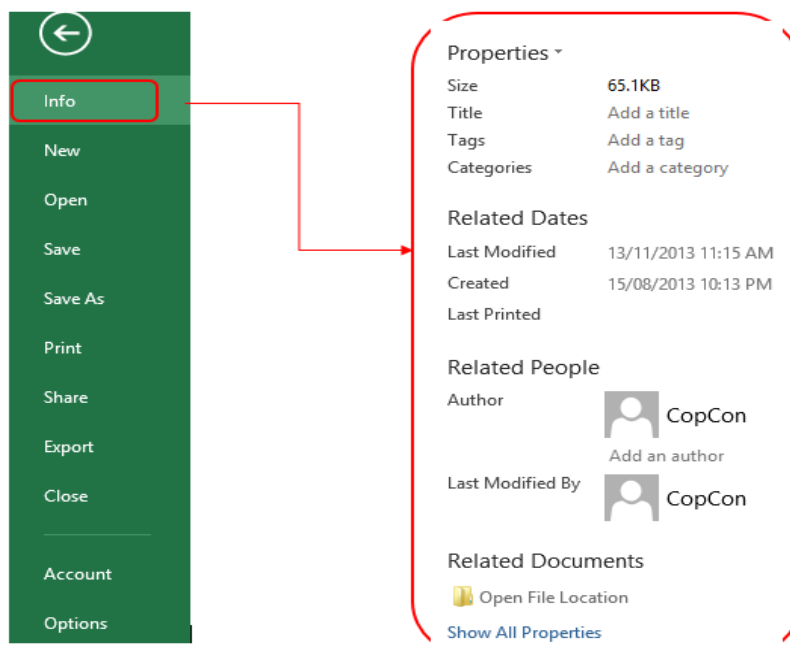 Info
New
Open
Save
Save As
Print
Share
Export
Close
Account
Options
Properties
Size 65.1KB
Title Add a title
Tags Add a tag
Categories Add a category
Related Dates
Last Modified 13/11/2013 11:15 AM
Created 15/08/2013 10:13 PM
Last Printed
Related People
Author CopCon
Add an author
Last Modified By CopCon
Related Documents
Open File Location
Show All Properties